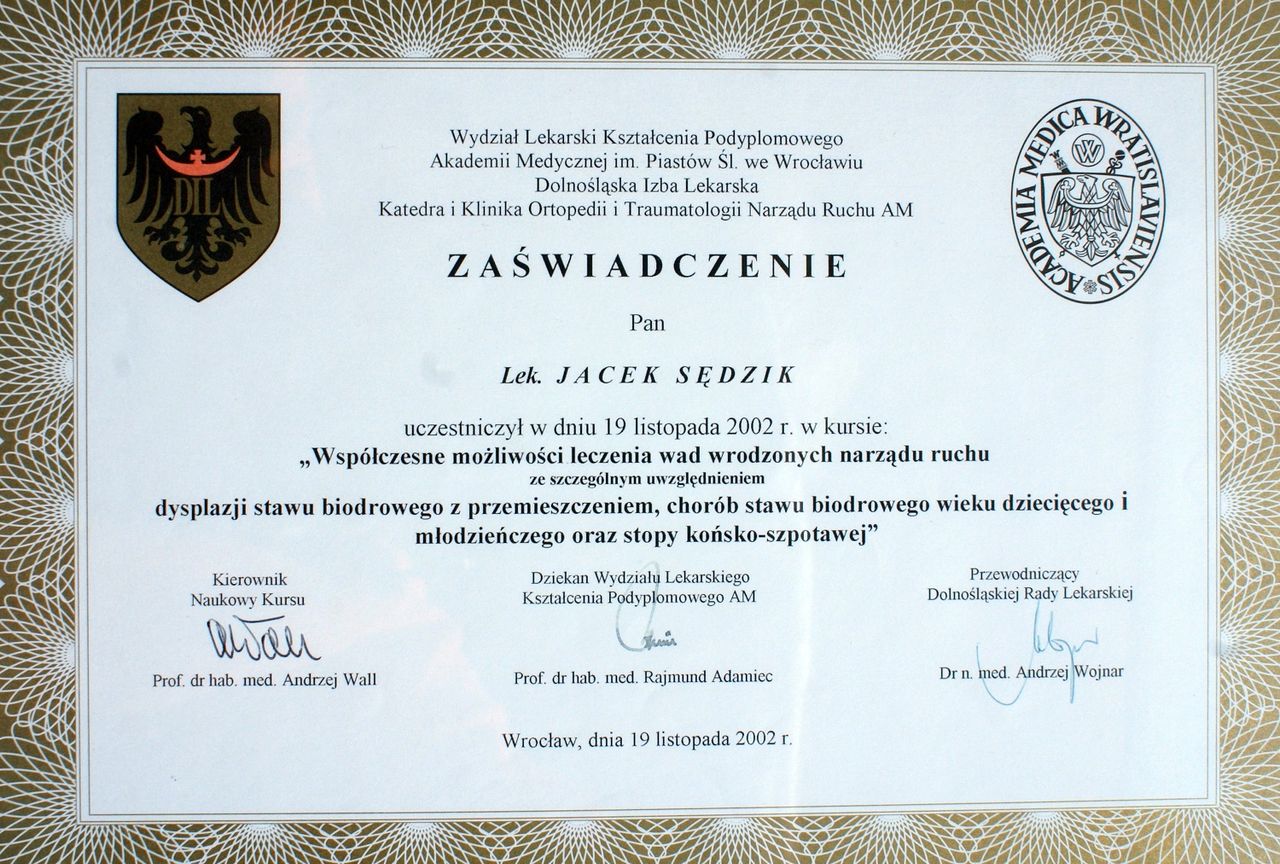 Wydział Lekarski Kształcenia Podyplomowego
Akademii Medycznej im. Piastów Śl. we Wrocławiu
Dolnośląska Izba Lekarska
Katedra i Klinika Ortopedii i Traumatologii Narządu Ruchu AM
DIL
ACADEMIA MEDICA WRATISLAVIENSIS
W
ZAŚWIADCZENIE
Pan
Lek. JACEK SĘDZIK
uczestniczył w dniu 19 listopada 2002 r. w kursie:
„Współczesne możliwości leczenia wad wrodzonych narządu ruchu
ze szczególnym uwzględnieniem
dysplazji stawu biodrowego z przemieszczeniem, chorób stawu biodrowego wieku dziecięcego i
młodzieńczego oraz stopy końsko-szpotawej”
Kierownik
Naukowy Kursu
Prof. dr hab. med. Andrzej Wall
Dziekan Wydziału Lekarskiego
Kształcenia Podyplomowego AM
Prof. dr hab. med. Rajmund Adamiec
Przewodniczący
Dolnośląskiej Rady Lekarskiej
Dr n. med. Andrzej Wojnar
Wrocław, dnia 19 listopada 2002 r.